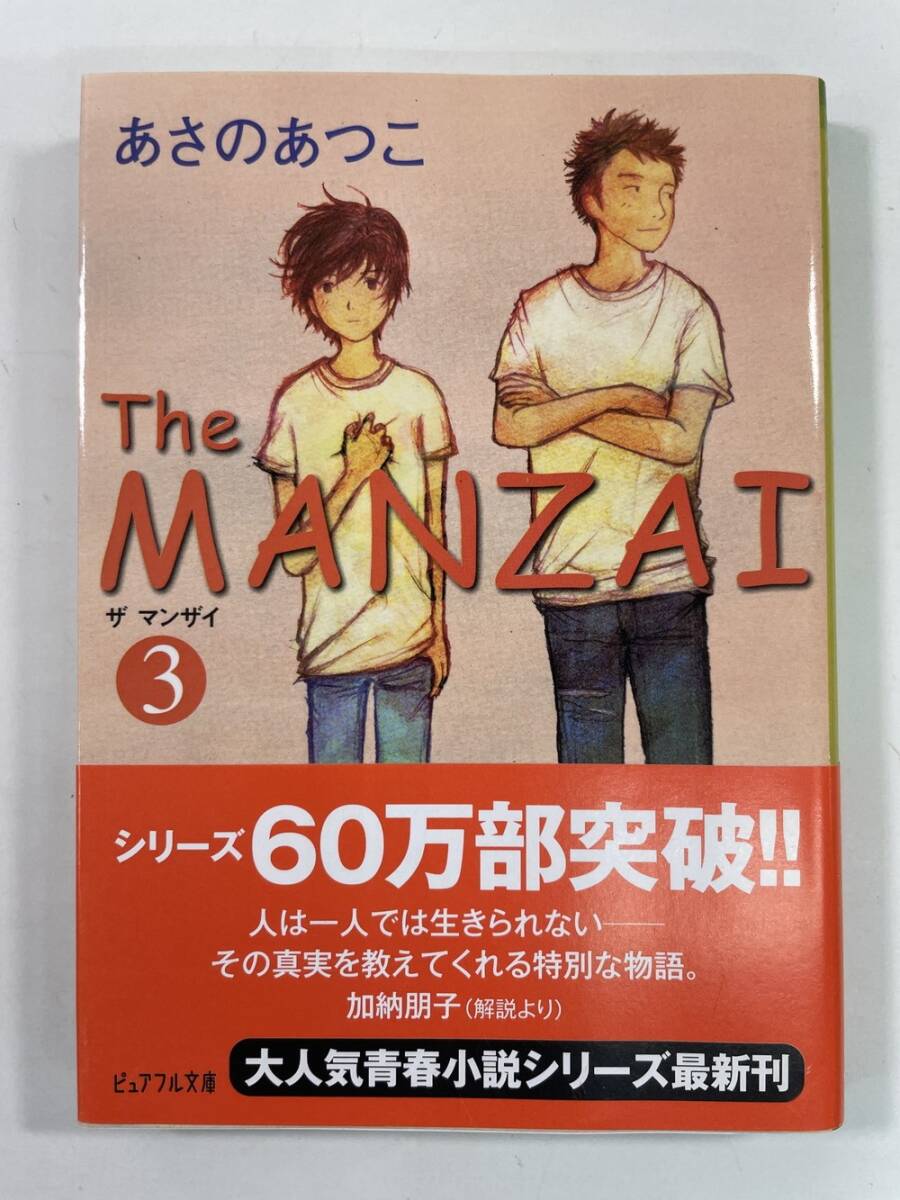 あさのあつこ
The
MANZAI
ザ マンザイ
3
シリーズ60万部突破!!
人は一人では生きられない――
その真実を教えてくれる特別な物語。
加納朋子(解説より)
ピュアフル文庫 大人気青春小説シリーズ最新刊